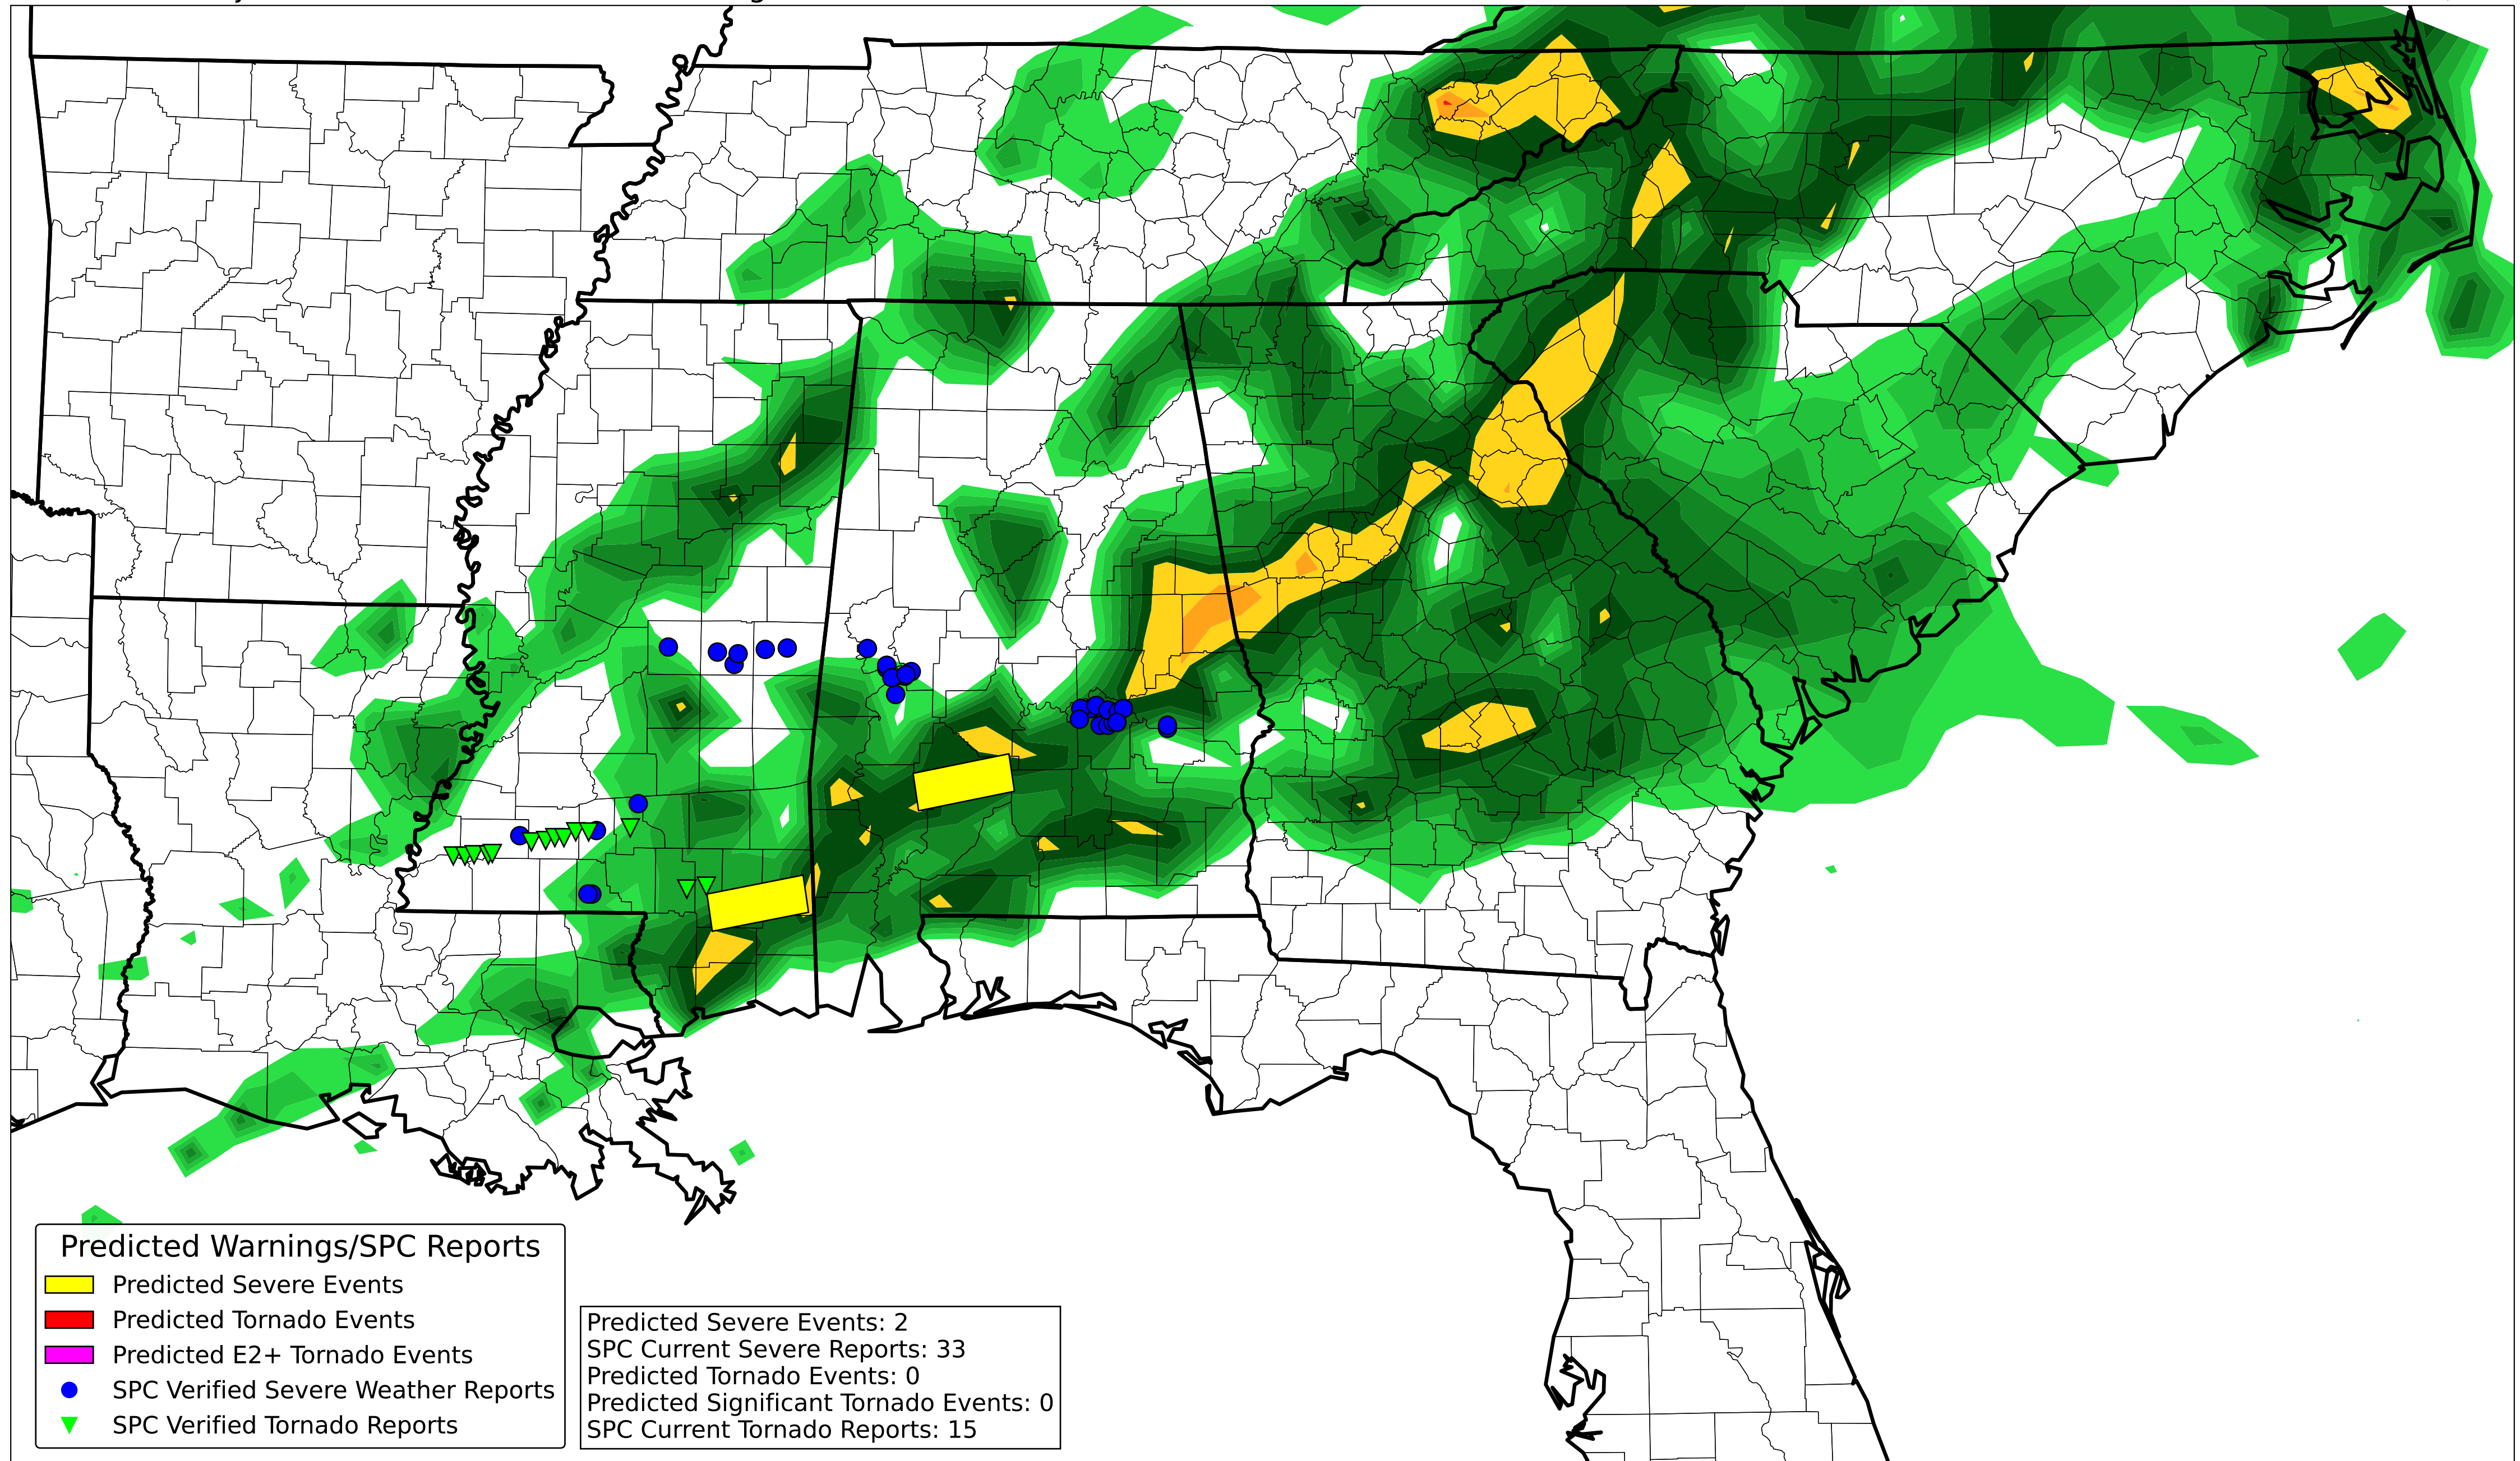 Predicted Warnings/SPC Reports
Predicted Severe Events
Predicted Tornado Events
Predicted E2+ Tornado Events
SPC Verified Severe Weather Reports
SPC Verified Tornado Reports
Predicted Severe Events: 2
SPC Current Severe Reports: 33
Predicted Tornado Events: 0
Predicted Significant Tornado Events: 0
SPC Current Tornado Reports: 15